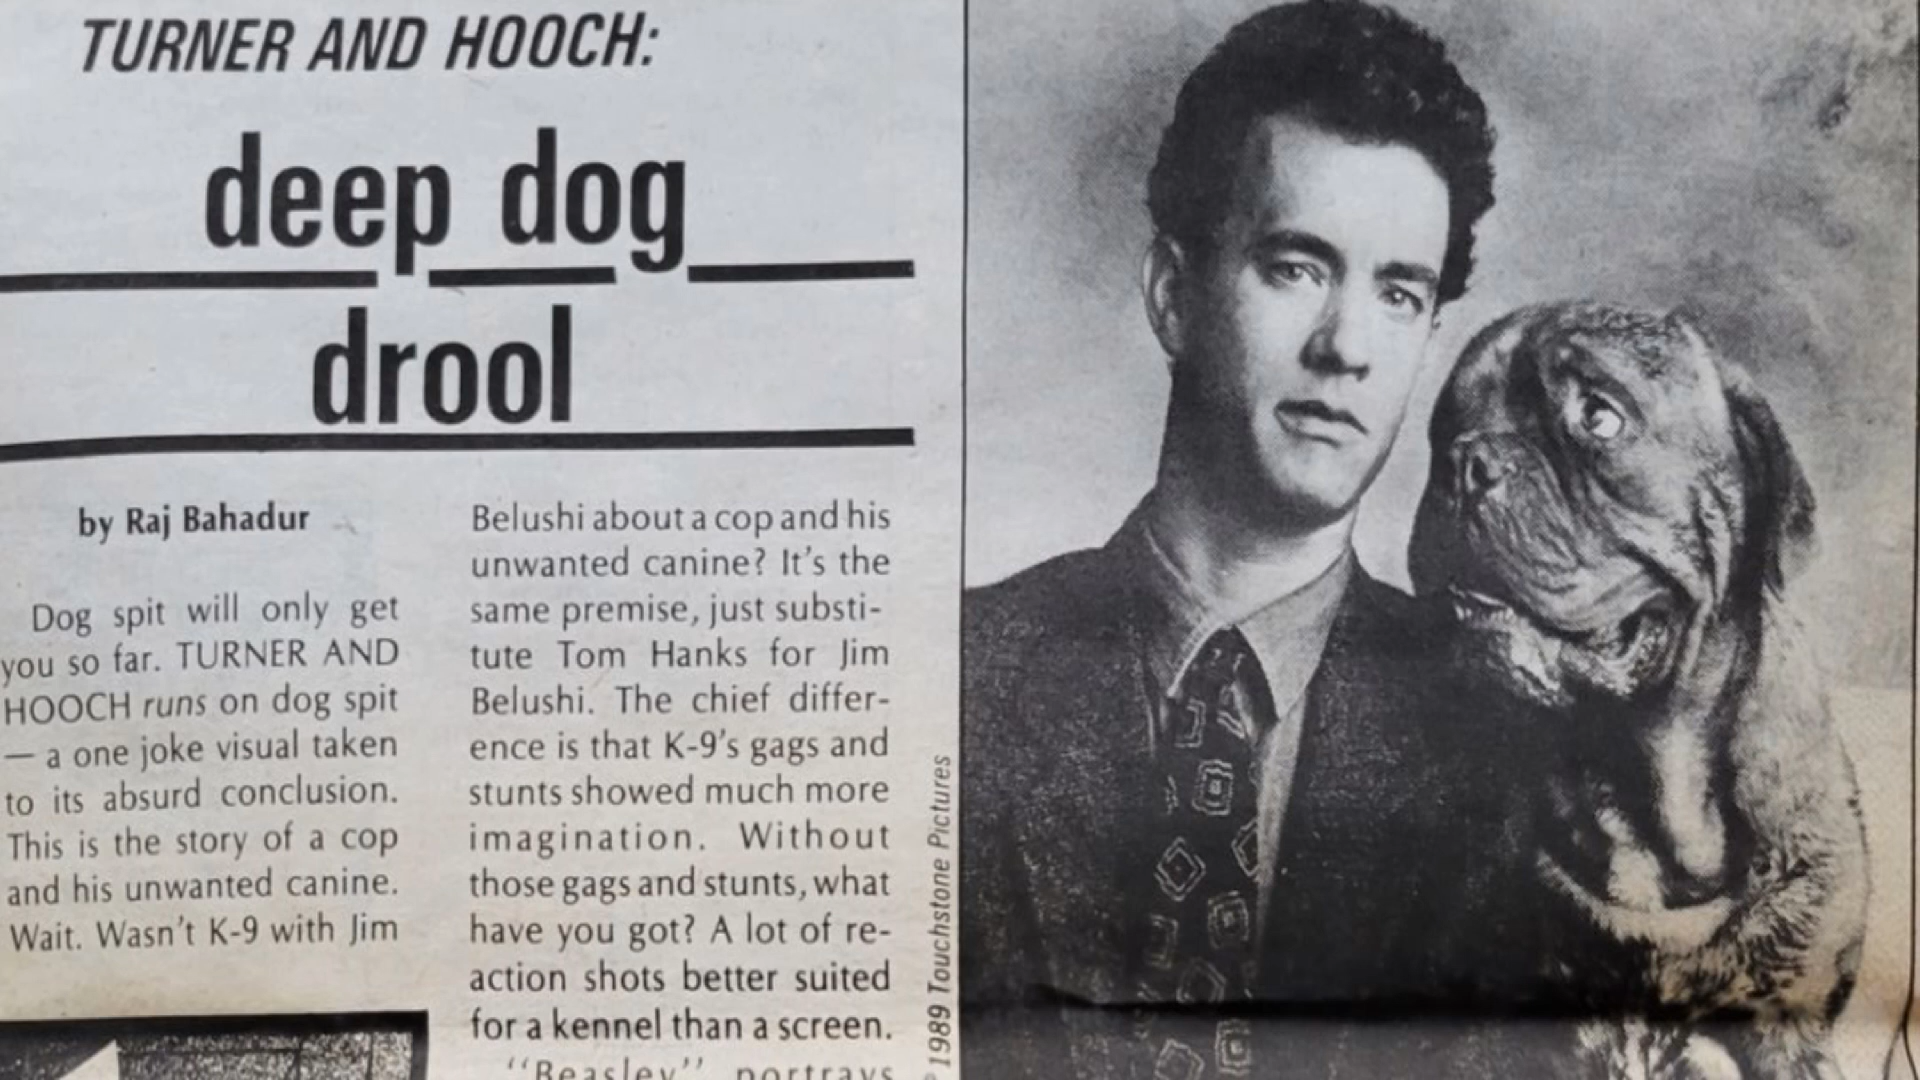 TURNER AND HOOCH:
deep dog
drool
by Raj Bahadur
Dog spit will only get
you so far. TURNER AND
HOOCH runs on dog spit
— a one joke visual taken
to its absurd conclusion.
This is the story of a cop
and his unwanted canine.
Wait. Wasn't K-9 with Jim
Belushi about a cop and his
unwanted canine? It's the
same premise, just substi-
tute Tom Hanks for Jim
Belushi. The chief differ-
ence is that K-9's gags and
stunts showed much more
imagination. Without
those gags and stunts, what
have you got? A lot of re-
action shots better suited
for a kennel than a screen.
"Beasley" portrays
1989 Touchstone Pictures